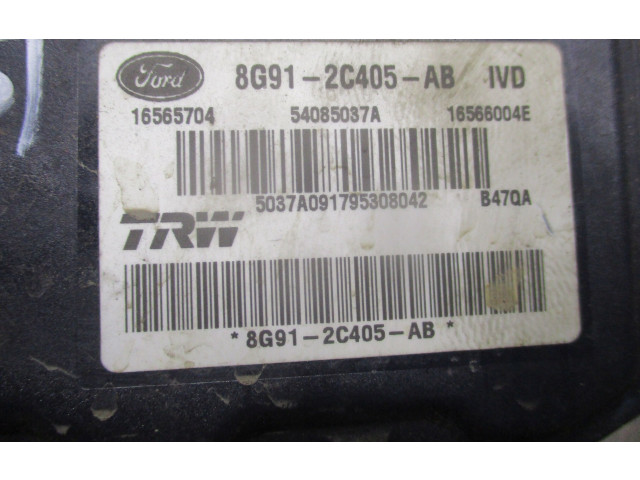 Ford 8G91-2C405-AB IVD
16565704 54085037A 16566004E
5037A091795308042 B47QA
TRW
*8G91-2C405-AB*